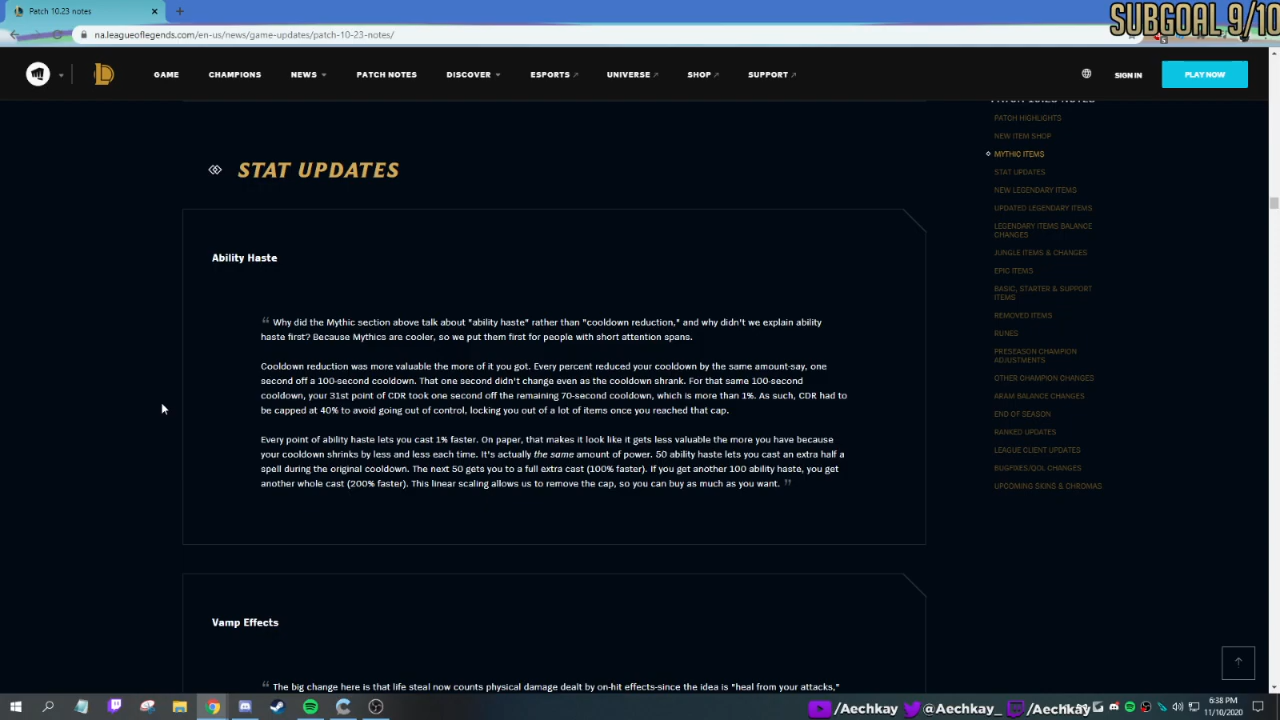 Patch 10.23 notes
SUBGOAL 9/10
na.leagueoflegends.com/en-us/news/game-updates/patch-10-23-notes/
GAME
CHAMPIONS
NEWS
PATCH NOTES
DISCOVER
ESPORTS
UNIVERSE
SHOP
SUPPORT
SIGN IN
PLAY NOW
STAT UPDATES
Ability Haste
“ Why did the Mythic section above talk about "ability haste" rather than "cooldown reduction," and why didn't we explain ability
haste first? Because Mythics are cooler, so we put them first for people with short attention spans.
Cooldown reduction was more valuable the more of it you got. Every percent reduced your cooldown by the same amount-say, one
second off a 100-second cooldown. That one second didn't change even as the cooldown shrank. For that same 100-second
cooldown, your 31st point of CDR took one second off the remaining 70-second cooldown, which is more than 1%. As such, CDR had to
be capped at 40% to avoid going out of control, locking you out of a lot of items once you reached that cap.
Every point of ability haste lets you cast 1% faster. On paper, that makes it look like it gets less valuable the more you have because
your cooldown shrinks by less and less each time. It's actually the same amount of power. 50 ability haste lets you cast an extra half a
spell during the original cooldown. The next 50 gets you to a full extra cast (100% faster). If you get another 100 ability haste, you get
another whole cast (200% faster). This linear scaling allows us to remove the cap, so you can buy as much as you want. ”
Vamp Effects
“ The big change here is that life steal now counts physical damage dealt by on-hit effects-since the idea is "heal from your attacks,"
PATCH 10.23 NOTES
PATCH HIGHLIGHTS
NEW ITEM SHOP
MYTHIC ITEMS
STAT UPDATES
NEW LEGENDARY ITEMS
UPDATED LEGENDARY ITEMS
LEGENDARY ITEMS BALANCE
CHANGES
JUNGLE ITEMS & CHANGES
EPIC ITEMS
BASIC, STARTER & SUPPORT
ITEMS
REMOVED ITEMS
RUNES
PRESEASON CHAMPION
ADJUSTMENTS
OTHER CHAMPION CHANGES
ARAM BALANCE CHANGES
END OF SEASON
RANKED UPDATES
LEAGUE CLIENT UPDATES
BUGFIXES/QOL CHANGES
UPCOMING SKINS & CHROMAS
/Aechkay
@Aechkay_
/Aechkay
6:38 PM
11/10/2020